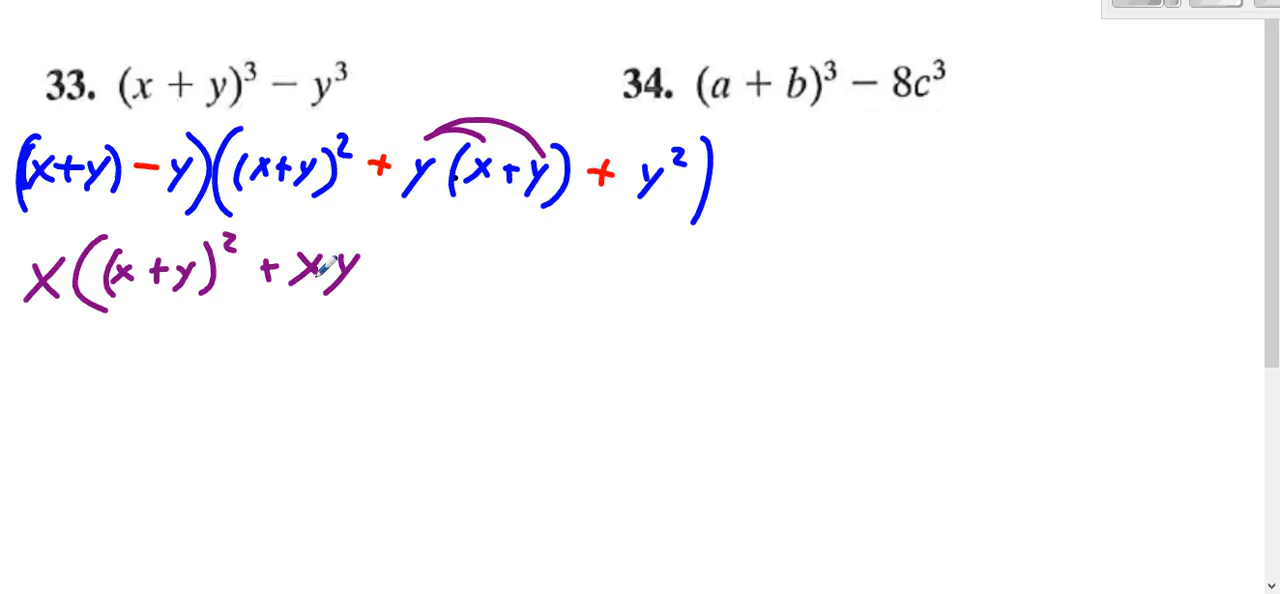 33. (x + y)³ − y³ 34. (a + b)³ − 8c³
(x+y) − y)((x+y)² + y(x+y) + y²)
x((x+y)² + xy